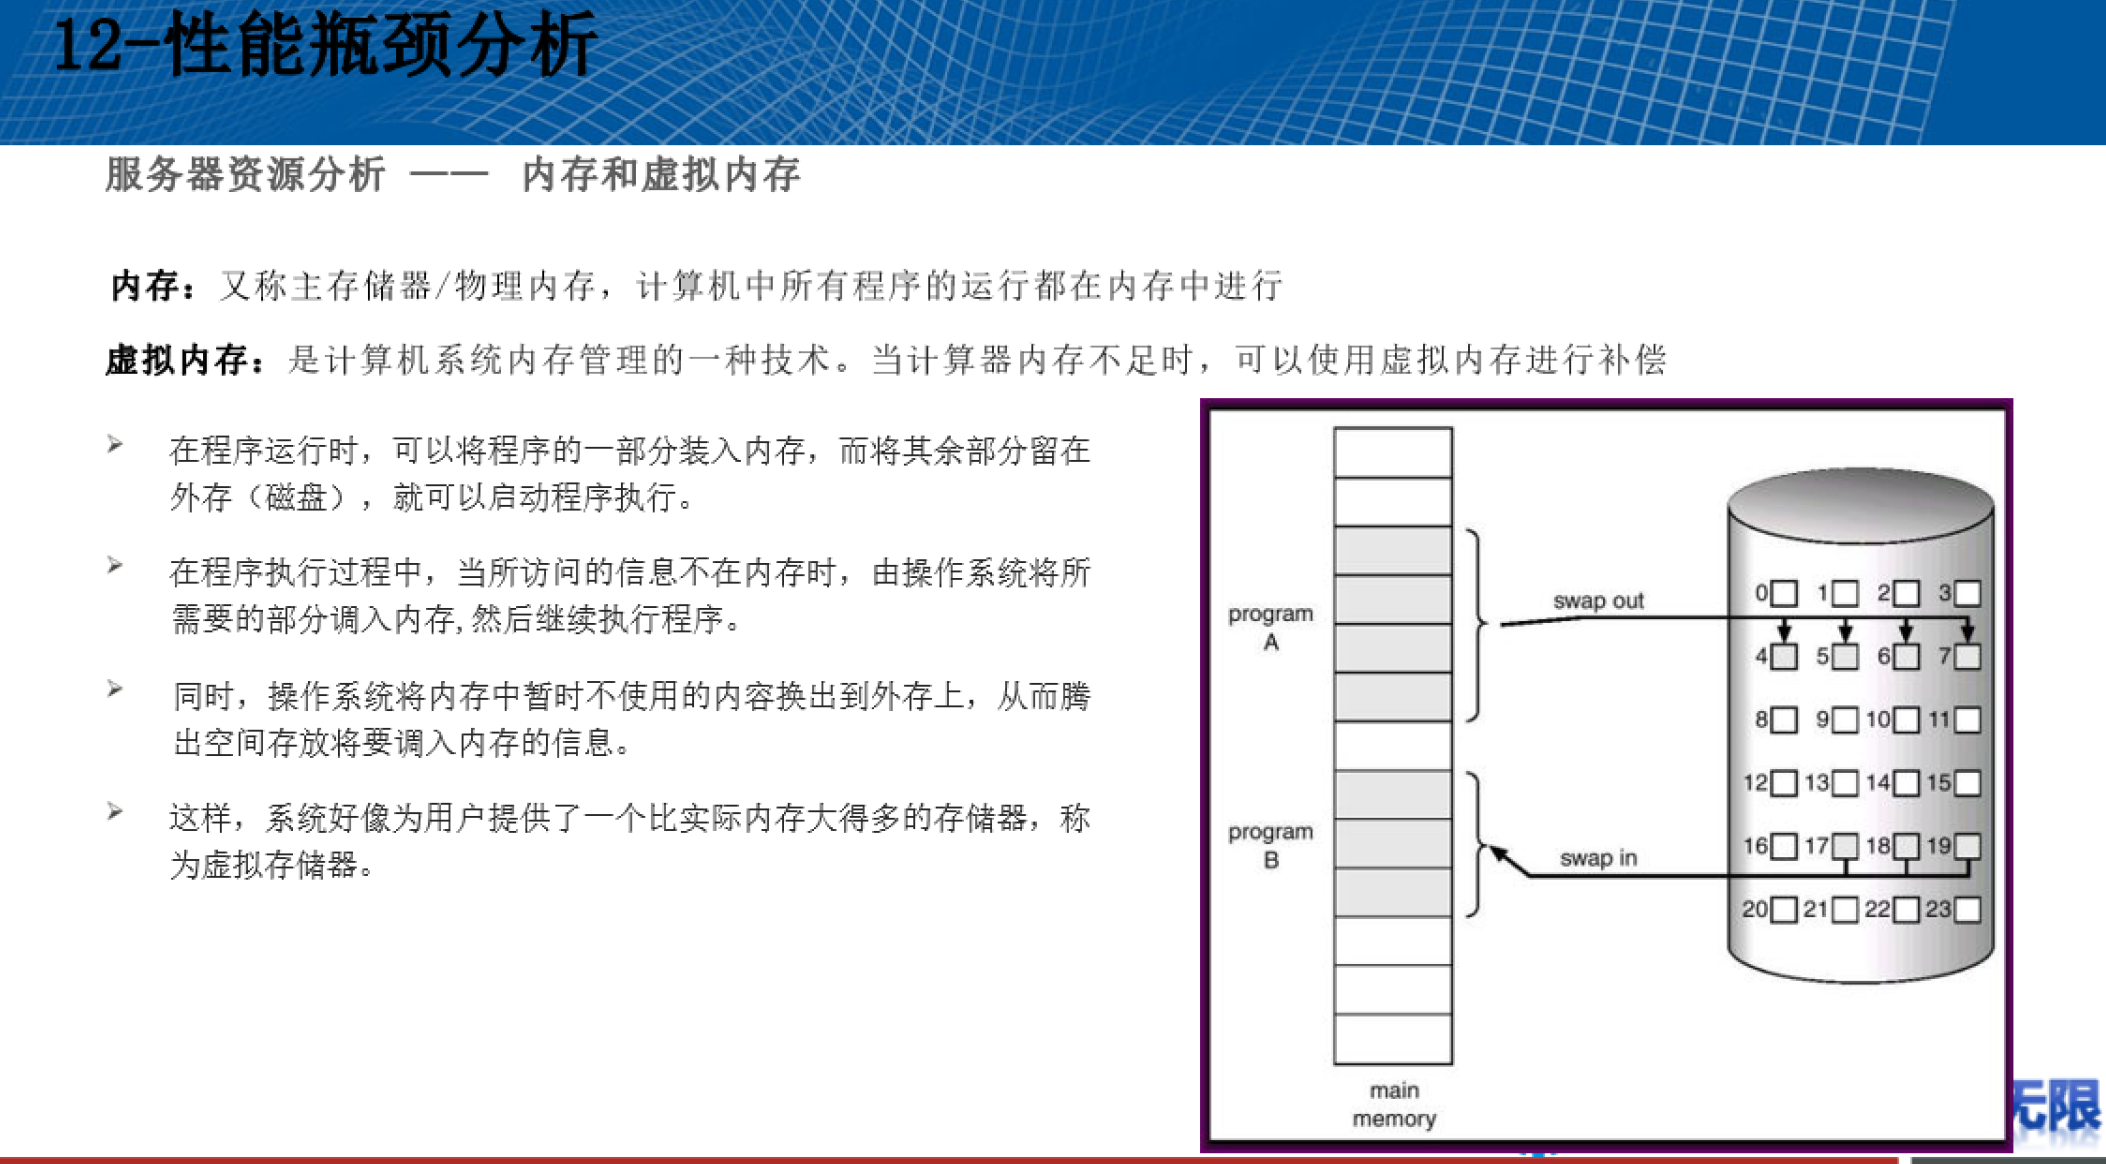 12-性能瓶颈分析
服务器资源分析 —— 内存和虚拟内存
内存：又称主存储器/物理内存，计算机中所有程序的运行都在内存中进行
虚拟内存：是计算机系统内存管理的一种技术。当计算器内存不足时，可以使用虚拟内存进行补偿
➢ 在程序运行时，可以将程序的一部分装入内存，而将其余部分留在
外存（磁盘），就可以启动程序执行。
➢ 在程序执行过程中，当所访问的信息不在内存时，由操作系统将所
需要的部分调入内存,然后继续执行程序。
➢ 同时，操作系统将内存中暂时不使用的内容换出到外存上，从而腾
出空间存放将要调入内存的信息。
➢ 这样，系统好像为用户提供了一个比实际内存大得多的存储器，称
为虚拟存储器。
program
A
swap out
0 1 2 3
4 5 6 7
8 9 10 11
12 13 14 15
program
B
swap in
16 17 18 19
20 21 22 23
main
memory
无限